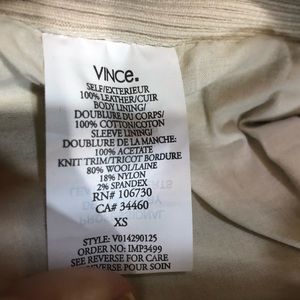 VINCE.
SELF/EXTERIEUR
100% LEATHER/CUIR
BODY LINING/
DOUBLURE DU CORPS/
100% COTTON/COTON
SLEEVE LINING/
DOUBLURE DE LA MANCHE:
100% ACETATE
KNIT TRIM/TRICOT BORDURE
80% WOOL/LAINE
18% NYLON
2% SPANDEX
RN# 106730
CA# 34460
XS
STYLE: V014290125
ORDER NO: IMP3499
SEE REVERSE FOR CARE
REVERSE POUR SOIN